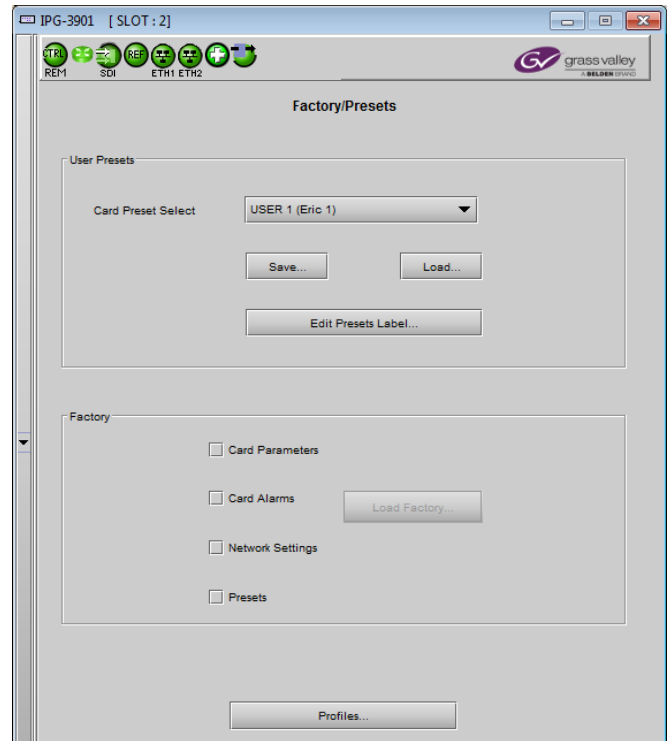 IPG-3901 [ SLOT : 2]
CTRL REF
REM SDI ETH1 ETH2
GV grass valley
A BELDEN BRAND
Factory/Presets
User Presets
Card Preset Select USER 1 (Eric 1)
Save... Load...
Edit Presets Label...
Factory
Card Parameters
Card Alarms Load Factory...
Network Settings
Presets
Profiles...